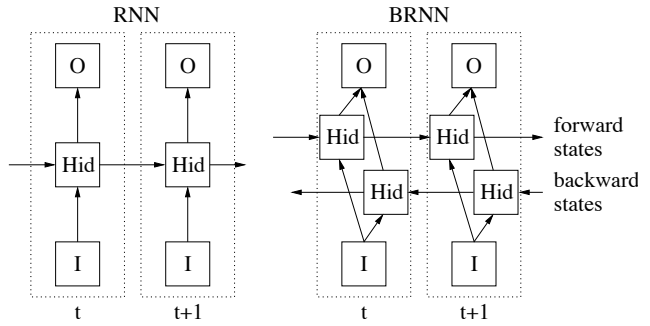 RNN
BRNN
O
O
O
O
Hid
Hid
Hid
Hid
forward
states
Hid
Hid
backward
states
I
I
I
I
t
t+1
t
t+1